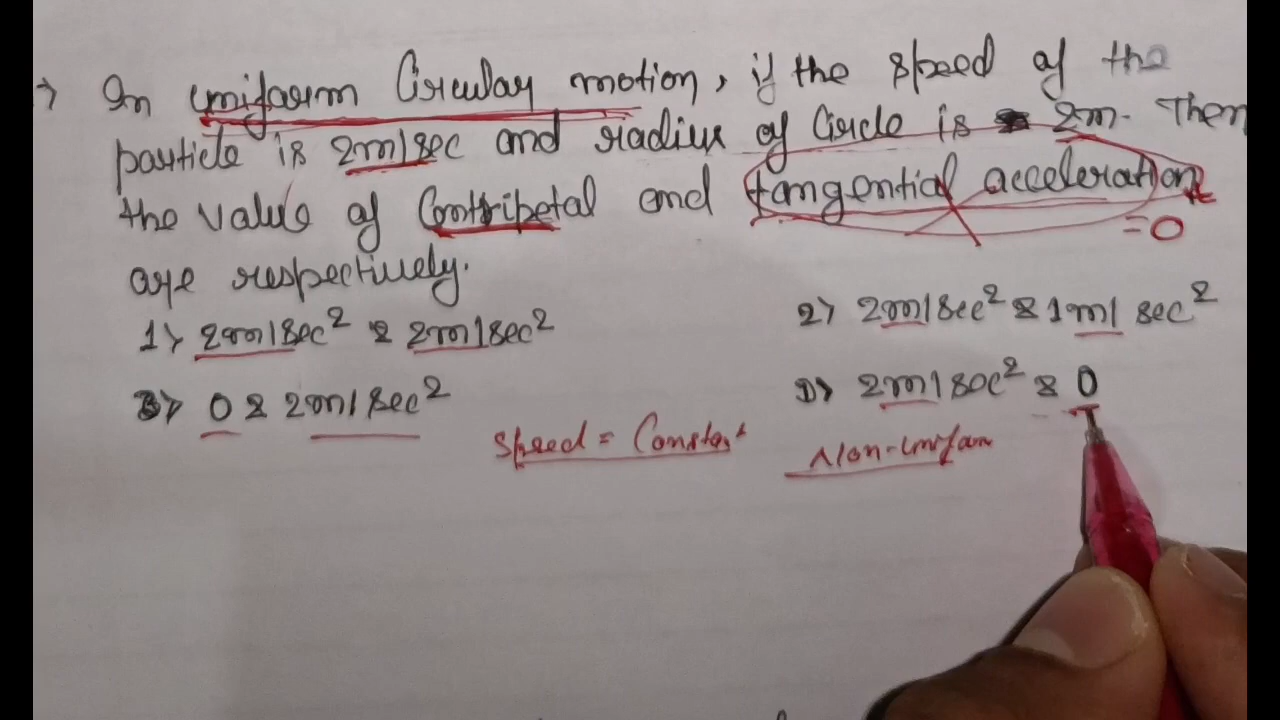 → In uniform Circular motion, if the speed of the
particle is 2m/sec and radius of Circle is 2m. Then
the value of Centripetal and tangential acceleration
=0
are respectively.
1> 2m/sec² & 2m/sec²
2> 2m/sec² & 1m/sec²
3> 0 & 2m/sec²
D> 2m/sec² & 0
Speed = Constant
Non-uniform